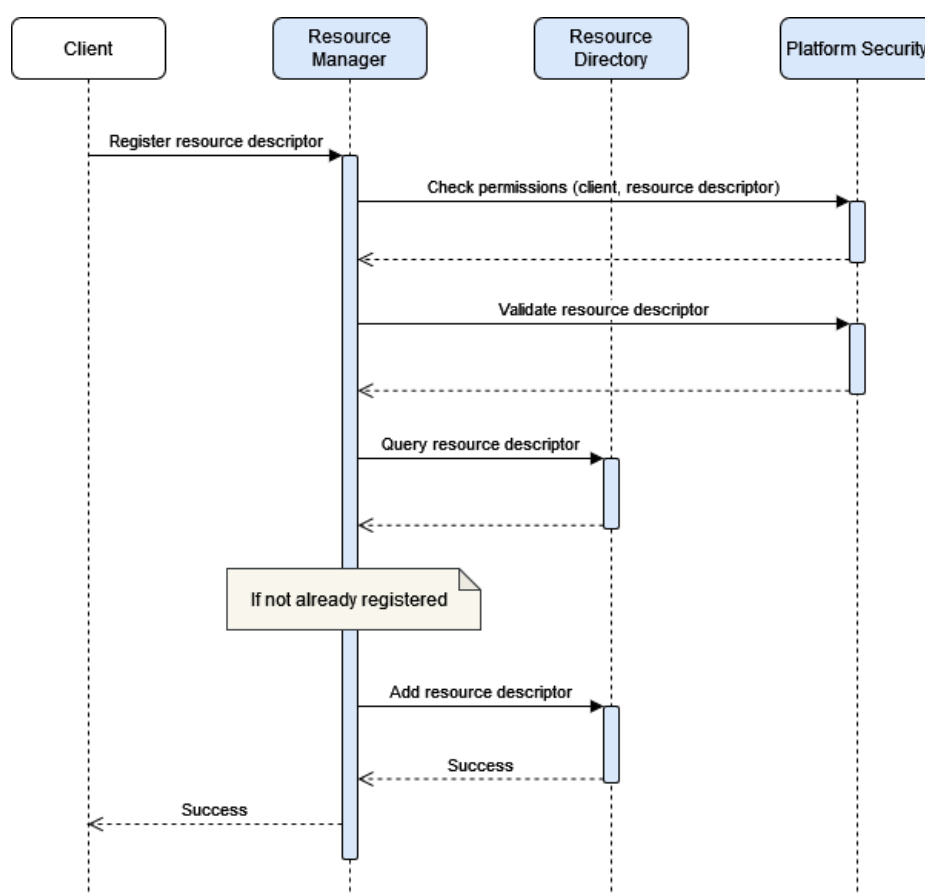 Client
Resource
Manager
Resource
Directory
Platform Security
Register resource descriptor
Check permissions (client, resource descriptor)
Validate resource descriptor
Query resource descriptor
If not already registered
Add resource descriptor
Success
Success